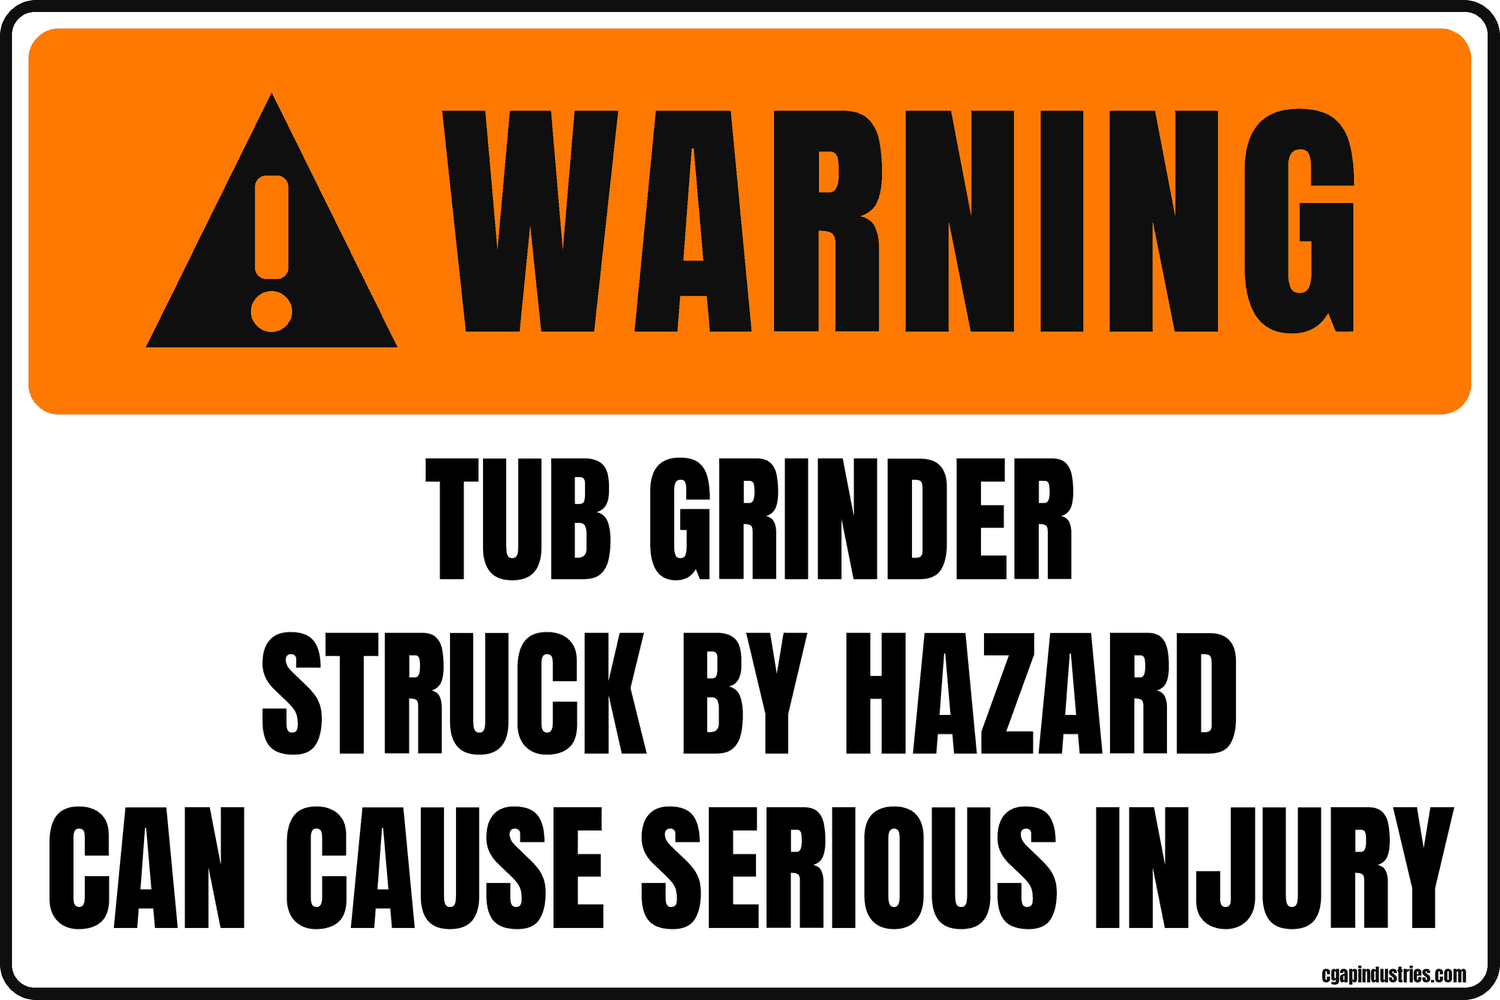 WARNING
TUB GRINDER
STRUCK BY HAZARD
CAN CAUSE SERIOUS INJURY
cgapindustries.com